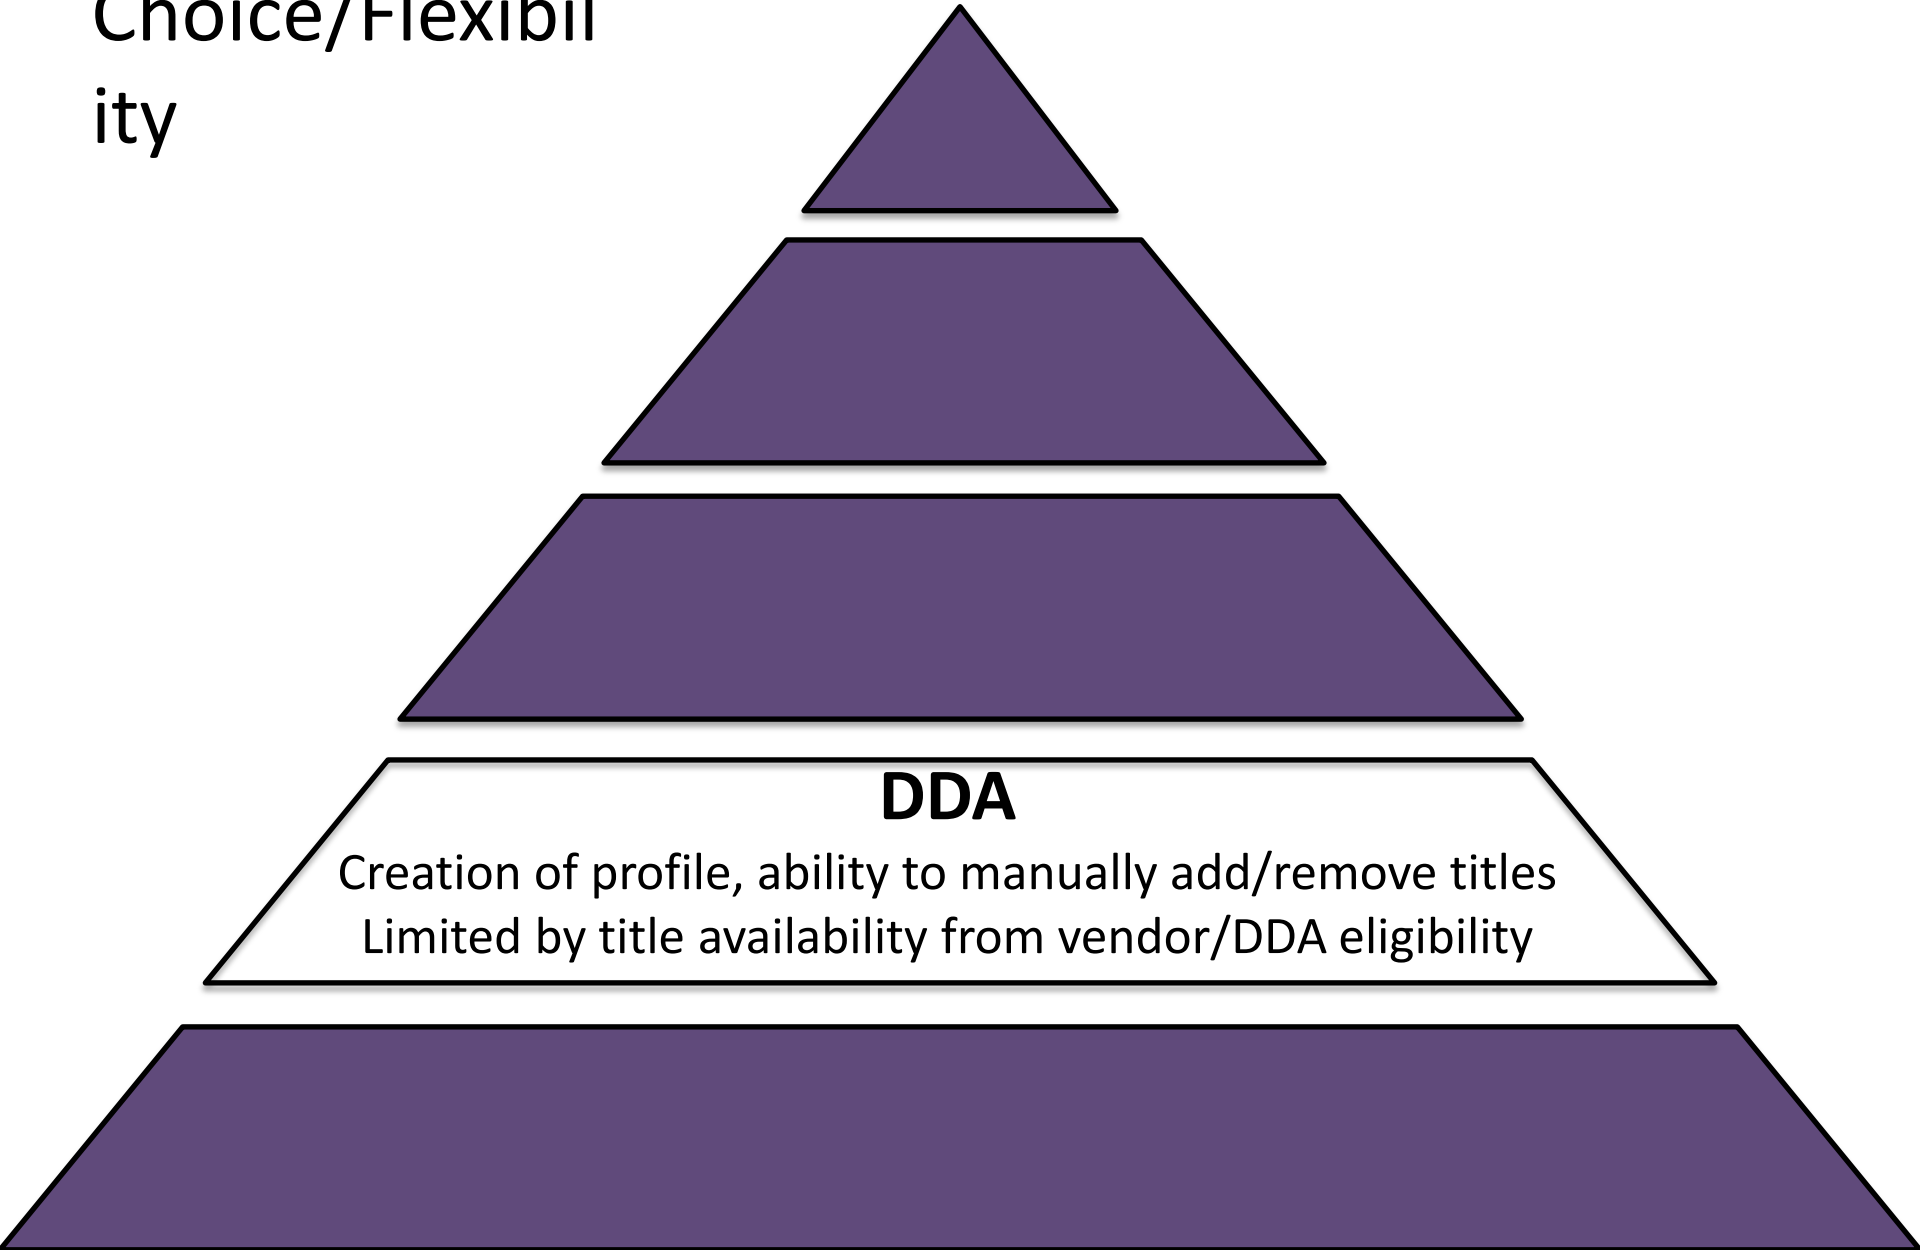 Choice/Flexibil
ity
DDA
Creation of profile, ability to manually add/remove titles
Limited by title availability from vendor/DDA eligibility